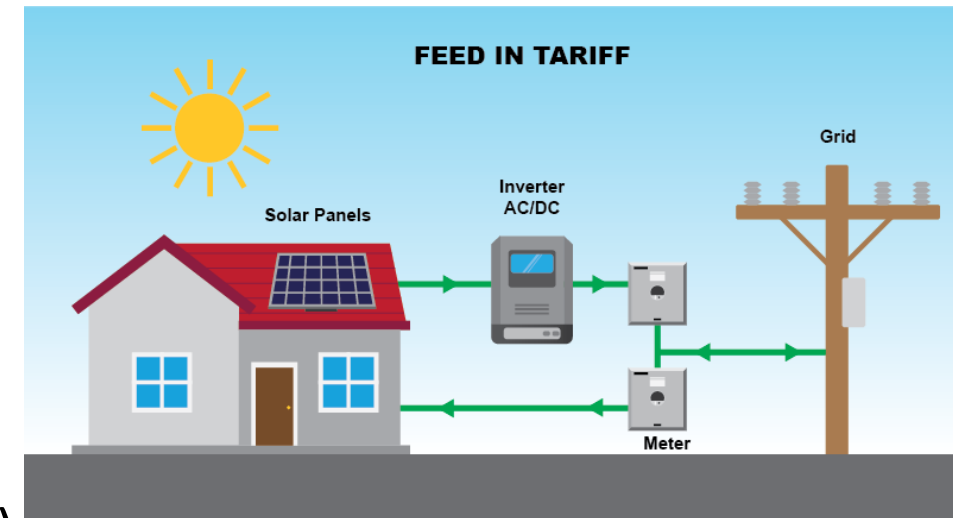 FEED IN TARIFF
Grid
Inverter
AC/DC
Solar Panels
Meter
)